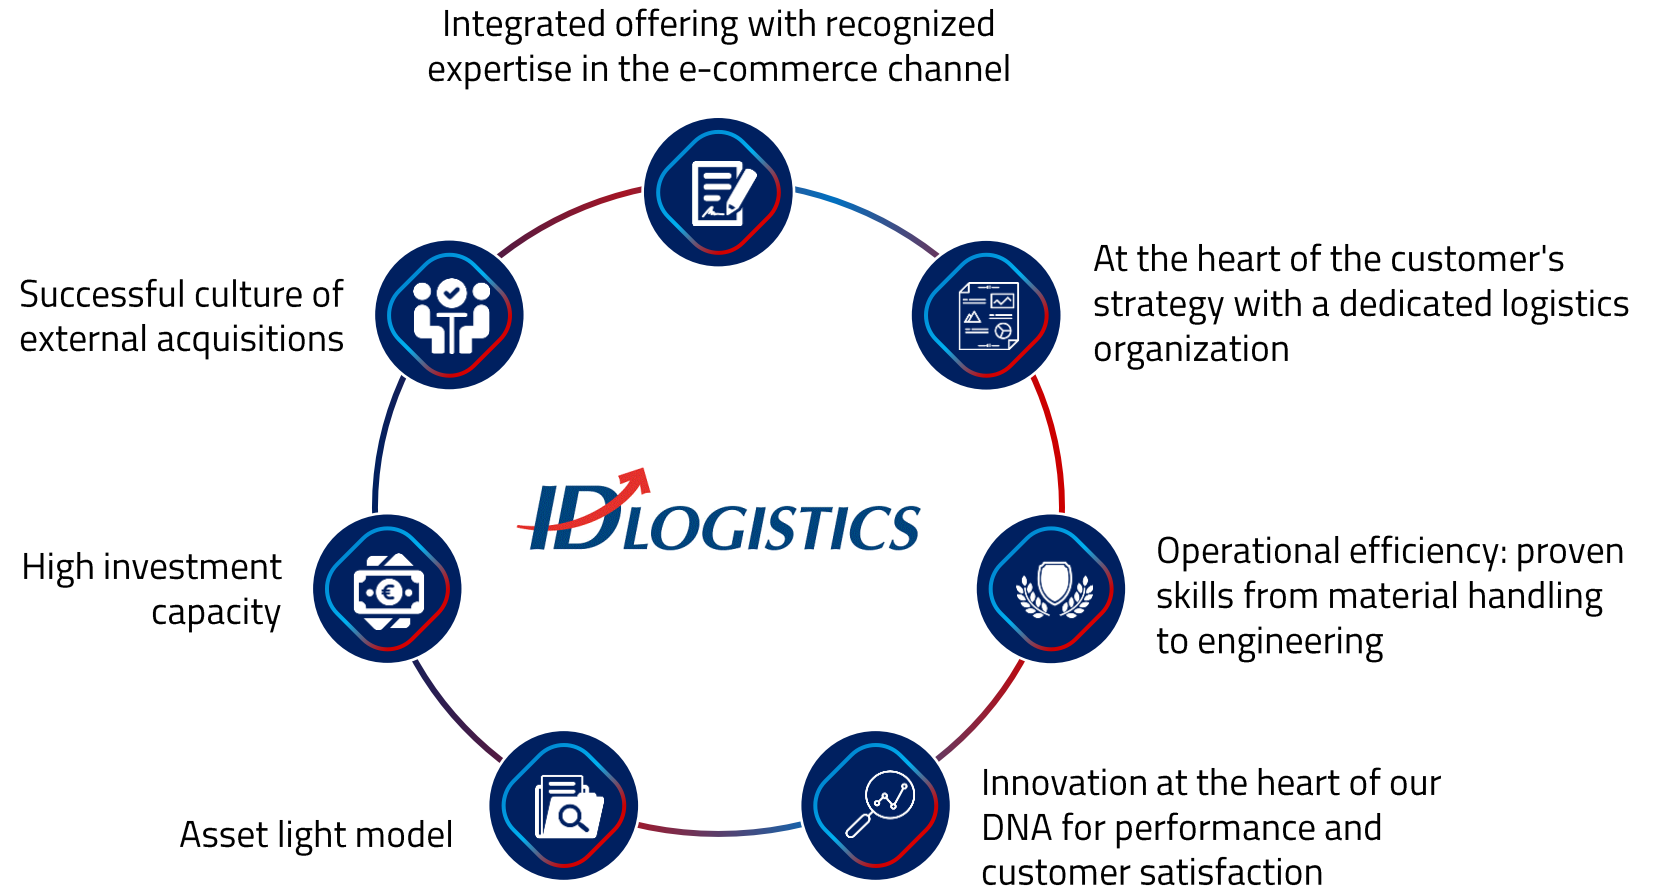 Integrated offering with recognized
expertise in the e-commerce channel
At the heart of the customer's
strategy with a dedicated logistics
organization
Successful culture of
external acquisitions
ID LOGISTICS
Operational efficiency: proven
skills from material handling
to engineering
High investment
capacity
Innovation at the heart of our
DNA for performance and
customer satisfaction
Asset light model